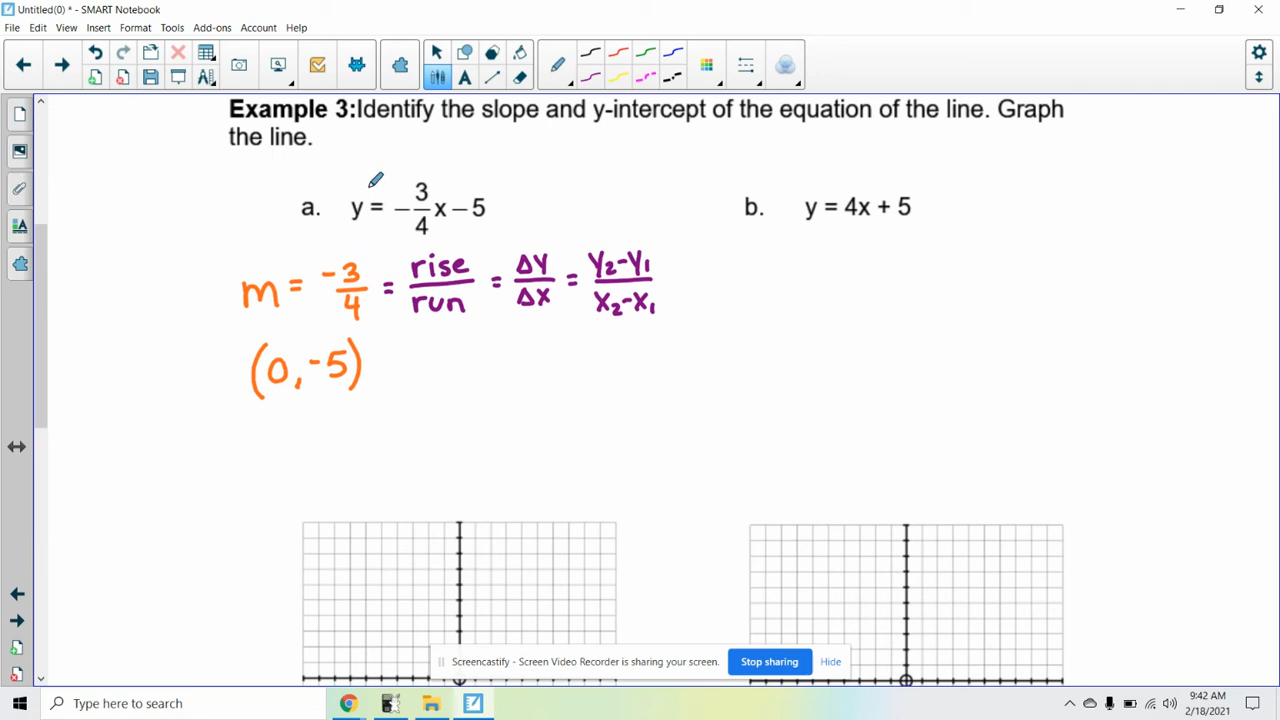 Untitled(0) * - SMART Notebook
File Edit View Insert Format Tools Add-ons Account Help
Example 3:Identify the slope and y-intercept of the equation of the line. Graph
the line.
a. y = -3/4x - 5
b. y = 4x + 5
m = -3/4 = rise/run = ΔY/ΔX = Y₂-Y₁/X₂-X₁
(0,-5)
Screencastify - Screen Video Recorder is sharing your screen. Stop sharing Hide
Type here to search
9:42 AM
2/18/2021